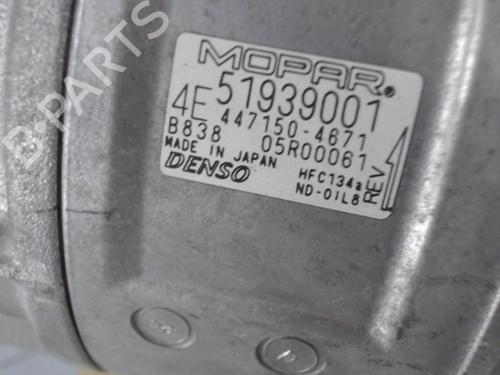 MOPAR
4E 51939001
447150-4671
B838 05R00061
MADE IN JAPAN HFC134a
DENSO ND-OIL8
REV
B-PARTS